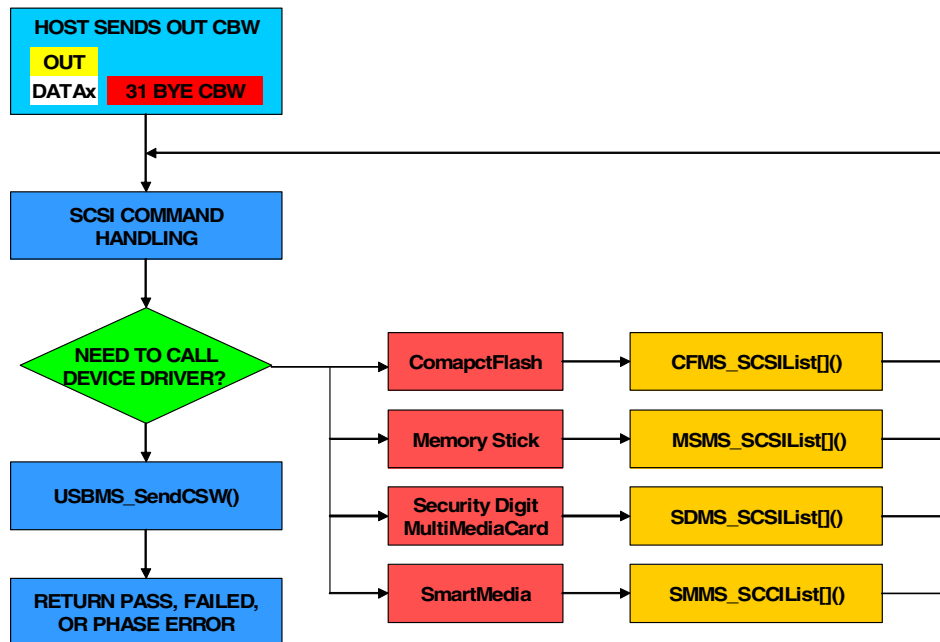 HOST SENDS OUT CBW
OUT
DATAx 31 BYE CBW
SCSI COMMAND
HANDLING
NEED TO CALL
DEVICE DRIVER?
ComapctFlash
CFMS_SCSIList[]()
Memory Stick
MSMS_SCSIList[]()
Security Digit
MultiMediaCard
SDMS_SCSIList[]()
SmartMedia
SMMS_SCCIList[]()
USBMS_SendCSW()
RETURN PASS, FAILED,
OR PHASE ERROR